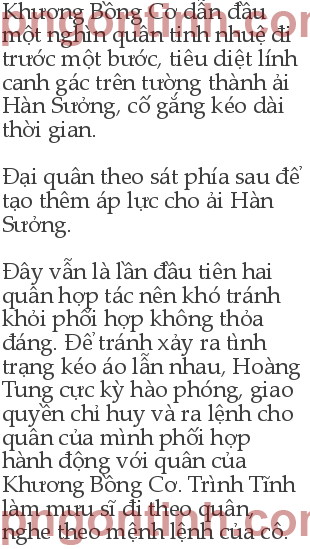 Khương Bồng Cơ dẫn đầu
một nghìn quân tinh nhuệ đi
trước một bước, tiêu diệt lính
canh gác trên tường thành ải
Hàn Sưởng, cố gắng kéo dài
thời gian.
Đại quân theo sát phía sau để
tạo thêm áp lực cho ải Hàn
Sưởng.
Đây vẫn là lần đầu tiên hai
quân hợp tác nên khó tránh
khỏi phối hợp không thỏa
đáng. Để tránh xảy ra tình
trạng kéo áo lẫn nhau, Hoàng
Tung cực kỳ hào phóng, giao
quyền chỉ huy và ra lệnh cho
quân của mình phối hợp
hành động với quân của
Khương Bồng Cơ. Trình Tĩnh
làm mưu sĩ đi theo quân,
nghe theo mệnh lệnh của cô.
pngontinh.com
pngontinh.com